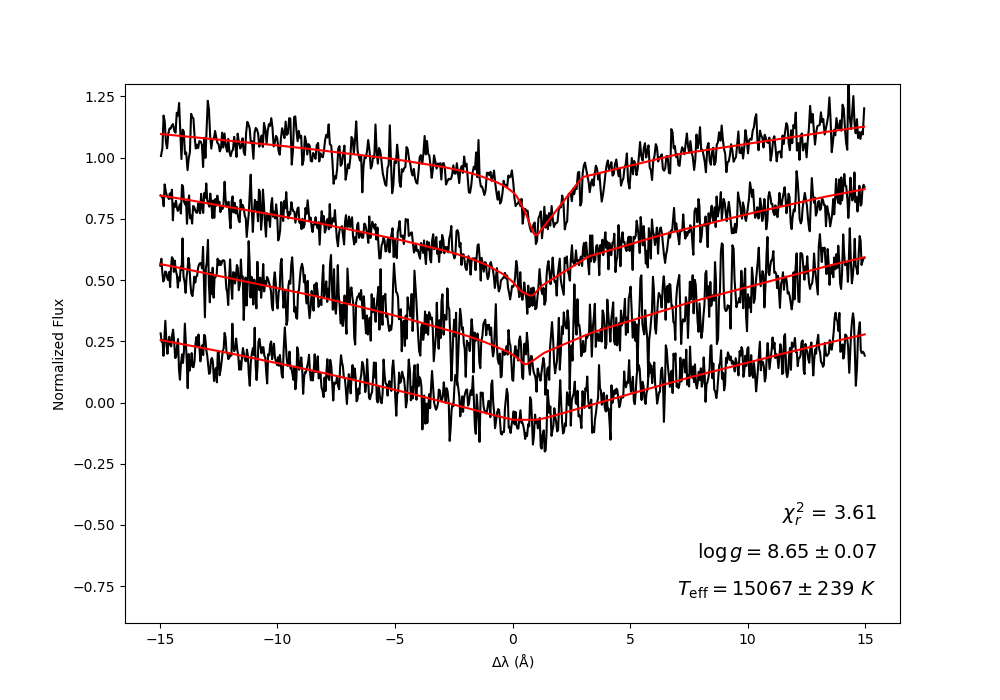 1.25
1.00
0.75
0.50
0.25
0.00
−0.25
−0.50
−0.75
Normalized Flux
χ²ᵣ = 3.61
log g = 8.65 ± 0.07
T_eff = 15067 ± 239 K
−15 −10 −5 0 5 10 15
Δλ (Å)